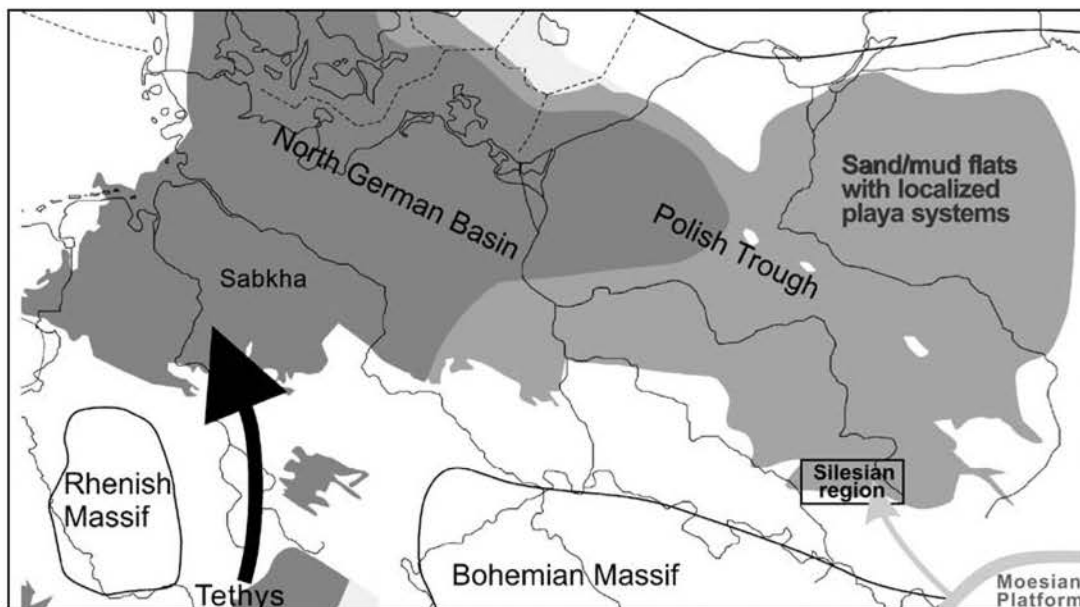 North German Basin
Polish Trough
Sand/mud flats
with localized
playa systems
Sabkha
Rhenish
Massif
Silesian
region
Bohemian Massif
Tethys
Moesian
Platform